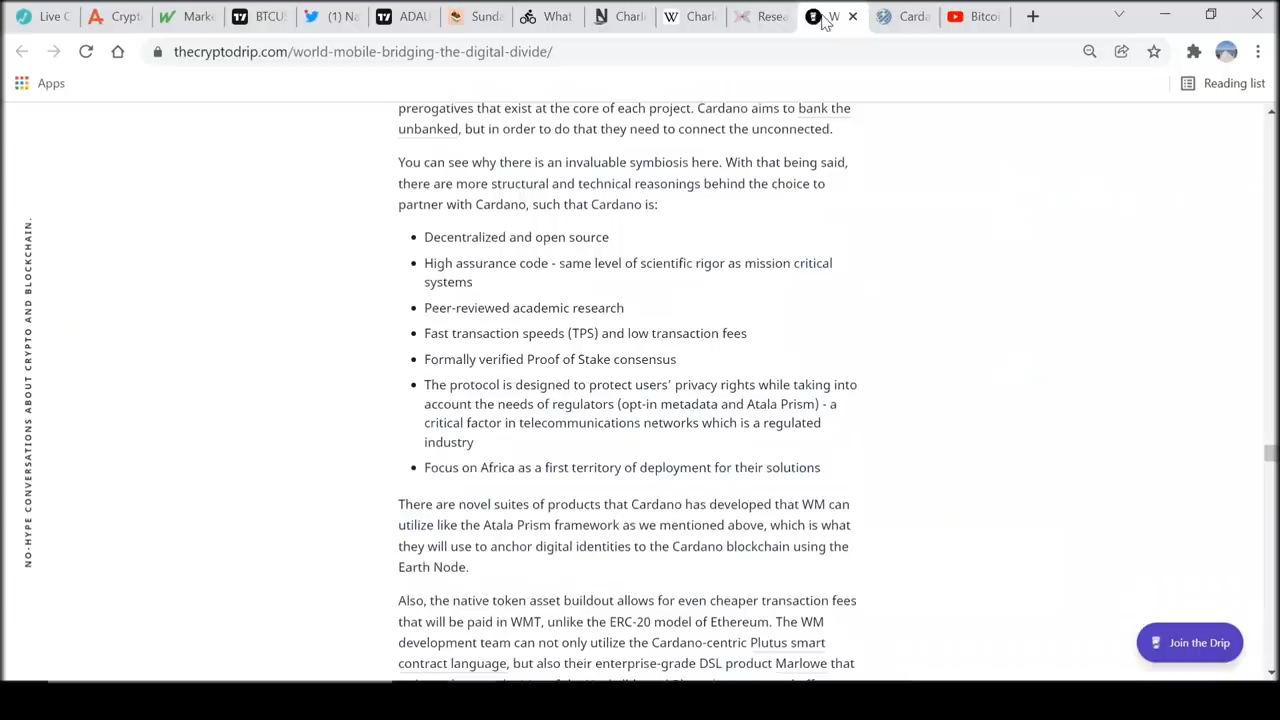 Live C
Crypt
Mark
BTCU
(1) N
ADAU
Sunda
What
Charl
Charl
Resea
W
Carda
Bitcoi
thecryptodrip.com/world-mobile-bridging-the-digital-divide/
Apps
Reading list
prerogatives that exist at the core of each project. Cardano aims to bank the
unbanked, but in order to do that they need to connect the unconnected.
You can see why there is an invaluable symbiosis here. With that being said,
there are more structural and technical reasonings behind the choice to
partner with Cardano, such that Cardano is:
• Decentralized and open source
• High assurance code - same level of scientific rigor as mission critical
systems
• Peer-reviewed academic research
• Fast transaction speeds (TPS) and low transaction fees
• Formally verified Proof of Stake consensus
• The protocol is designed to protect users' privacy rights while taking into
account the needs of regulators (opt-in metadata and Atala Prism) - a
critical factor in telecommunications networks which is a regulated
industry
• Focus on Africa as a first territory of deployment for their solutions
There are novel suites of products that Cardano has developed that WM can
utilize like the Atala Prism framework as we mentioned above, which is what
they will use to anchor digital identities to the Cardano blockchain using the
Earth Node.
Also, the native token asset buildout allows for even cheaper transaction fees
that will be paid in WMT, unlike the ERC-20 model of Ethereum. The WM
development team can not only utilize the Cardano-centric Plutus smart
contract language, but also their enterprise-grade DSL product Marlowe that
NO-HYPE CONVERSATIONS ABOUT CRYPTO AND BLOCKCHAIN.
Join the Drip